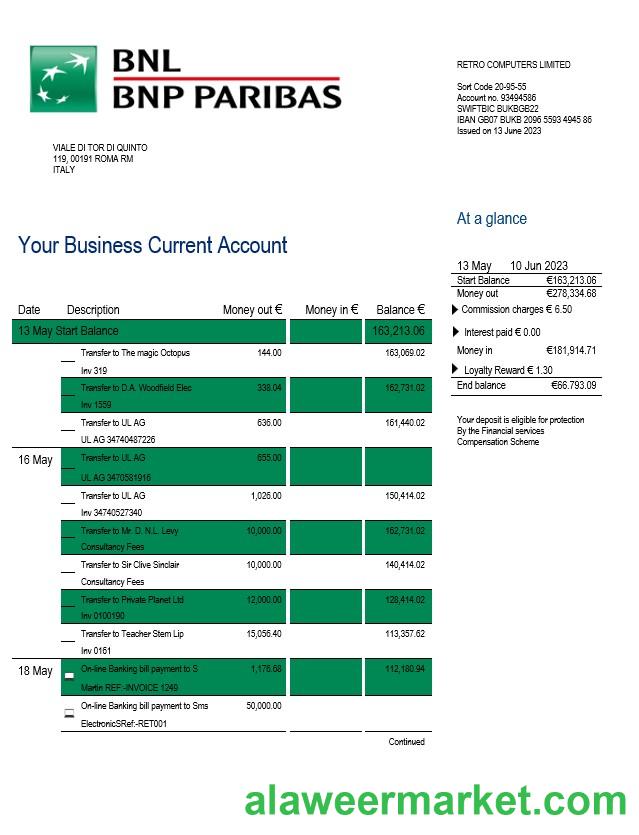 BNL
BNP PARIBAS
RETRO COMPUTERS LIMITED
Sort Code 20-95-55
Account no. 93494586
SWIFTBIC BUKBGB22
IBAN GB07 BUKB 2096 5593 4945 86
Issued on 13 June 2023
VIALE DI TOR DI QUINTO
119, 00191 ROMA RM
ITALY
At a glance
Your Business Current Account
13 May 10 Jun 2023
Start Balance €163,213.06
Money out €278,334.68
Commission charges € 6.50
Interest paid € 0.00
Money in €181,914.71
Loyalty Reward € 1.30
End balance €66.793.09
Your deposit is eligible for protection
By the Financial services
Compensation Scheme
Date Description Money out € Money in € Balance €
13 May Start Balance 163,213.06
Transfer to The magic Octopus 144.00 163,069.02
Inv 319
Transfer to D.A. Woodfield Elec 338.04 162,731.02
Inv 1559
Transfer to UL AG 636.00 161,440.02
UL AG 34740487226
16 May Transfer to UL AG 655.00
UL AG 3470581916
Transfer to UL AG 1,026.00 150,414.02
Inv 34740527340
Transfer to Mr. D. N.L. Levy 10,000.00 162,731.02
Consultancy Fees
Transfer to Sir Clive Sinclair 10,000.00 140,414.02
Consultancy Fees
Transfer to Private Planet Ltd 12,000.00 128,414.02
Inv 0100190
Transfer to Teacher Stem Lip 15,056.40 113,357.62
Inv 0161
18 May On-line Banking bill payment to S 1,176.68 112,180.94
Martin REF:-INVOICE 1249
On-line Banking bill payment to Sms 50,000.00
ElectronicSRef:-RET001
Continued
alaweermarket.com